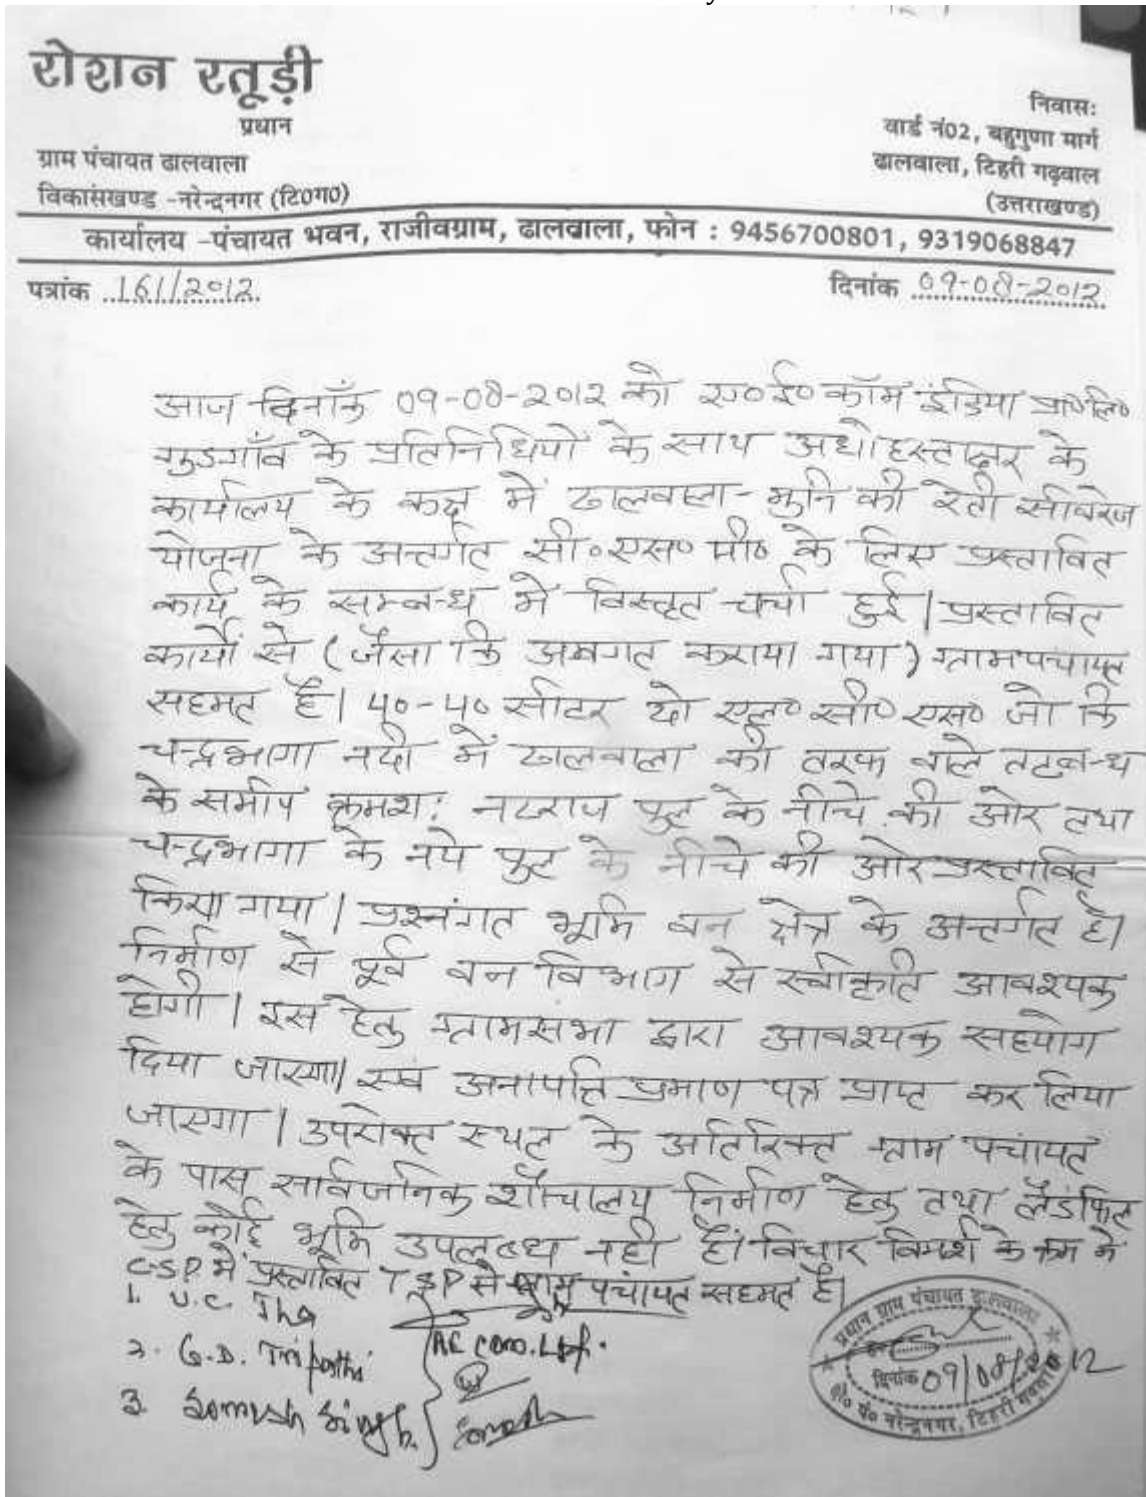 रोशन रतूड़ी
प्रधान
ग्राम पंचायत ढालवाला
विकासंखण्ड -नरेन्द्रनगर (टि0ग0)
निवासः
वार्ड नं02, बहुगुणा मार्ग
ढालवाला, टिहरी गढ़वाल
(उत्तराखण्ड)
कार्यालय -पंचायत भवन, राजीवग्राम, ढालवाला, फोन : 9456700801, 9319068847
पत्रांक 161/2012
दिनांक 09-08-2012
आज दिनाँक 09-08-2012 को ए०ई०कॉम इंडिया प्रा०लि०
गुडगाँव के प्रतिनिधियों के साथ अधोहस्ताक्षर के
कार्यालय के कक्ष में ढालवाला-मुनि की रेती सीवरेज
योजना के अन्तर्गत सी०एस०पी० के लिए प्रस्तावित
कार्य के सम्बन्ध में विस्तृत चर्चा हुई। प्रस्तावित
कार्यों से (जैसा कि अवगत कराया गया) ग्रामपंचायत
सहमत है। 40-40 सीटर दो एल० सी० एस० जो कि
चन्द्रभागा नदी में ढालवाला की तरफ वाले तटबन्ध
के समीप क्रमशः नटराज पुल के नीचे की ओर तथा
चन्द्रभागा के नये पुल के नीचे की ओर प्रस्तावित
किया गया। प्रश्नगत भूमि वन क्षेत्र के अन्तर्गत है।
निर्माण से पूर्व वन विभाग से स्वीकृति आवश्यक
होगी। इस हेतु ग्रामसभा द्वारा आवश्यक सहयोग
दिया जाएगा। एवं अनापत्ति प्रमाण पत्र प्राप्त कर लिया
जाएगा। उपरोक्त स्थल के अतिरिक्त ग्राम पंचायत
के पास सार्वजनिक शौचालय निर्माण हेतु तथा लैंडफिल
हेतु कोई भूमि उपलब्ध नही है। विचार विमर्श के क्रम में
C.S.P. में प्रस्तावित TSP से ग्राम पंचायत सहमत है।
1. U.C. Jha
2. G.D. Tripathi
AE Com. Ltd.
3. Somesh Singh
प्रधान ग्राम पंचायत ढालवाला
दिनांक 09/08/2012
वि० खं० नरेन्द्रनगर, टिहरी गढ़वाल